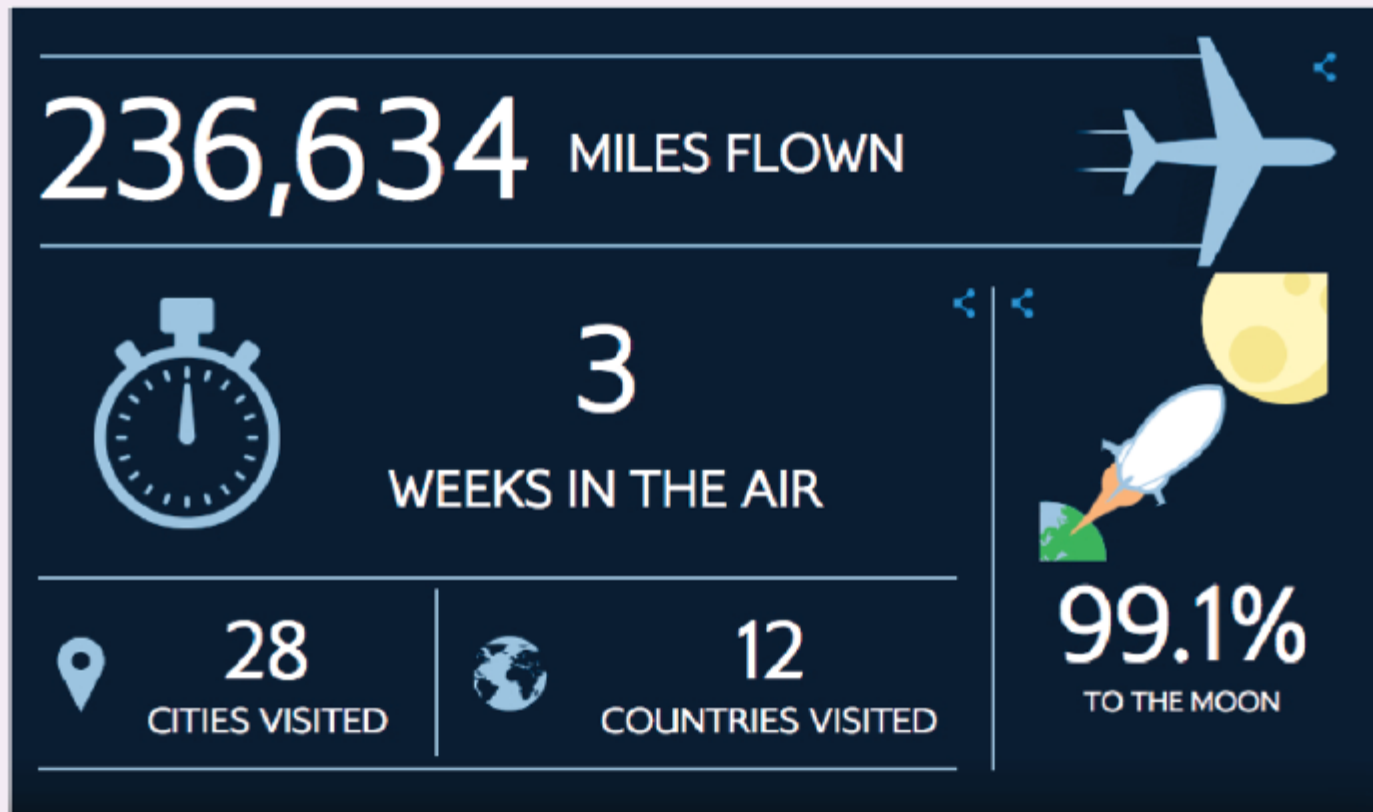 236,634 MILES FLOWN
3
WEEKS IN THE AIR
28
CITIES VISITED
12
COUNTRIES VISITED
99.1%
TO THE MOON